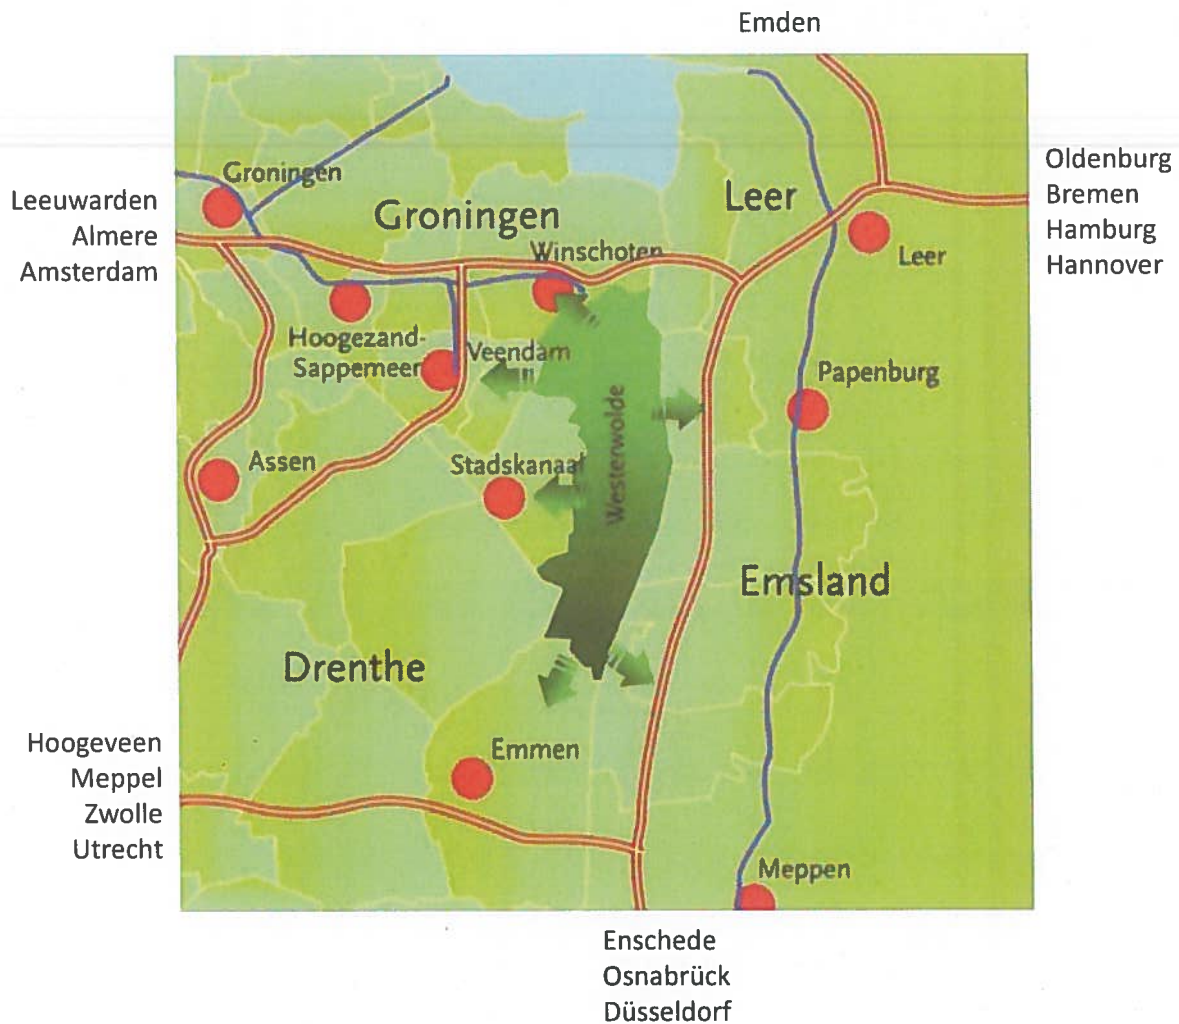 Emden
Groningen
Leeuwarden
Almere
Amsterdam
Groningen
Leer
Oldenburg
Bremen
Hamburg
Hannover
Winschoten
Leer
Hoogezand-
Sappemeer
Veendam
Papenburg
Westerwolde
Assen
Stadskanaal
Emsland
Drenthe
Hoogeveen
Meppel
Zwolle
Utrecht
Emmen
Meppen
Enschede
Osnabrück
Düsseldorf